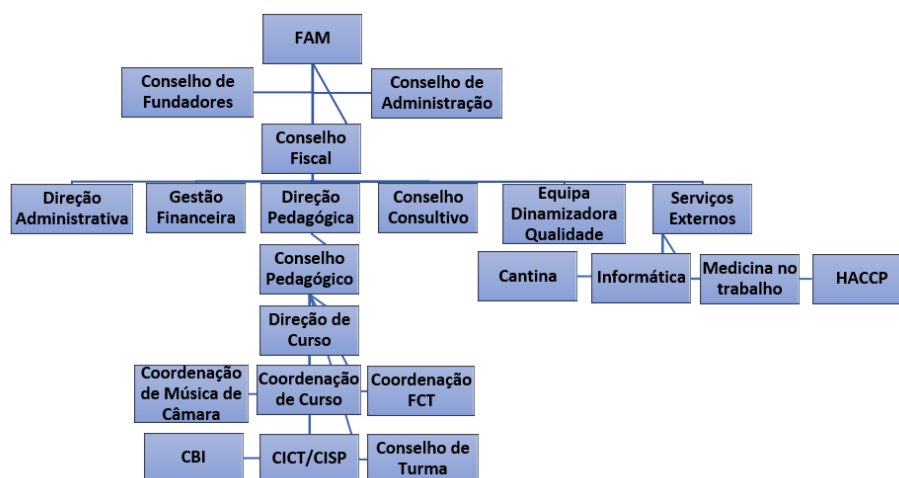 FAM
Conselho de
Fundadores
Conselho de
Administração
Conselho
Fiscal
Direção
Administrativa
Gestão
Financeira
Direção
Pedagógica
Conselho
Consultivo
Equipa
Dinamizadora
Qualidade
Serviços
Externos
Conselho
Pedagógico
Cantina
Informática
Medicina no
trabalho
HACCP
Direção de
Curso
Coordenação
de Música de
Câmara
Coordenação
de Curso
Coordenação
FCT
CBI
CICT/CISP
Conselho de
Turma